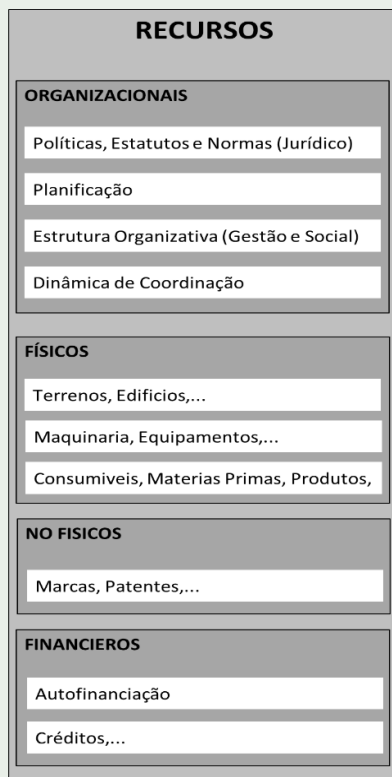 RECURSOS
ORGANIZACIONAIS
Políticas, Estatutos e Normas (Jurídico)
Planificação
Estrutura Organizativa (Gestão e Social)
Dinâmica de Coordinação
FÍSICOS
Terrenos, Edificios,...
Maquinaria, Equipamentos,...
Consumiveis, Materias Primas, Produtos,
NO FISICOS
Marcas, Patentes,...
FINANCIEROS
Autofinanciação
Créditos,...